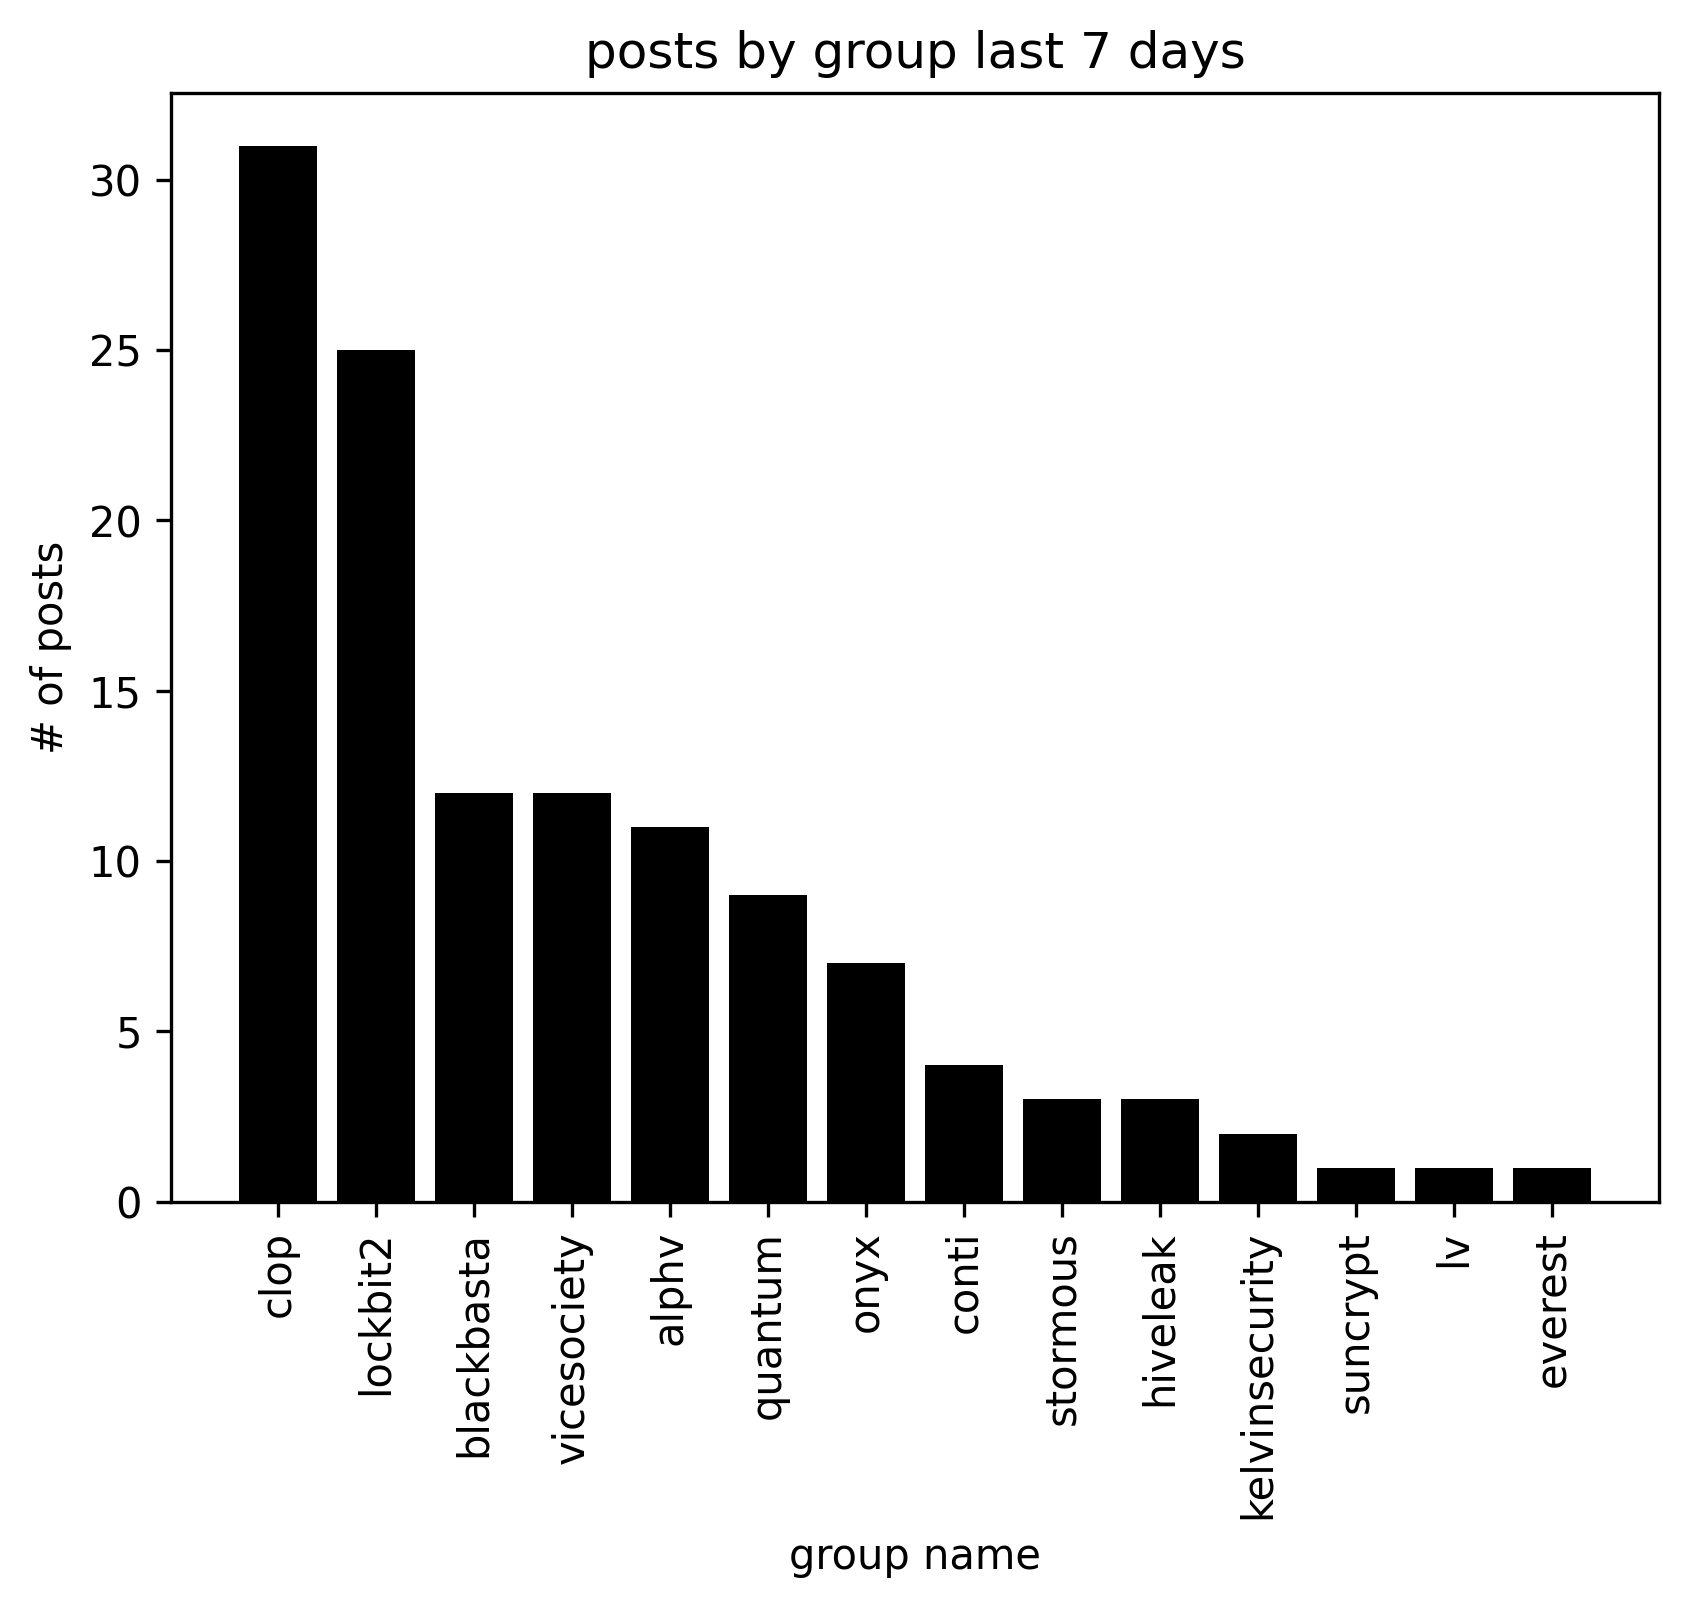 posts by group last 7 days
# of posts
30
25
20
15
10
5
0
clop
lockbit2
blackbasta
vicesociety
alphv
quantum
onyx
conti
stormous
hiveleak
kelvinsecurity
suncrypt
lv
everest
group name